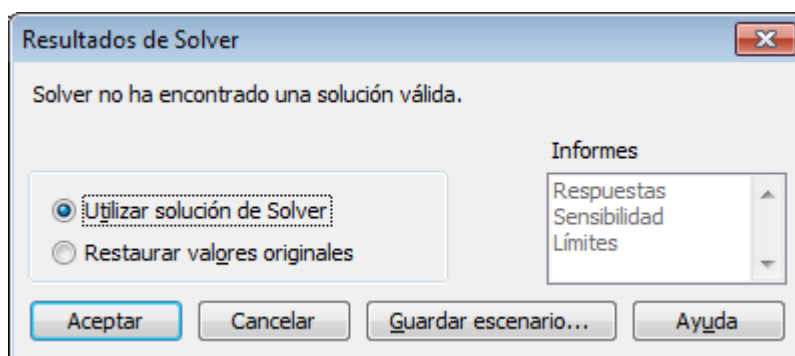 Resultados de Solver
Solver no ha encontrado una solución válida.
Informes
Utilizar solución de Solver
Restaurar valores originales
Respuestas
Sensibilidad
Límites
Aceptar
Cancelar
Guardar escenario...
Ayuda